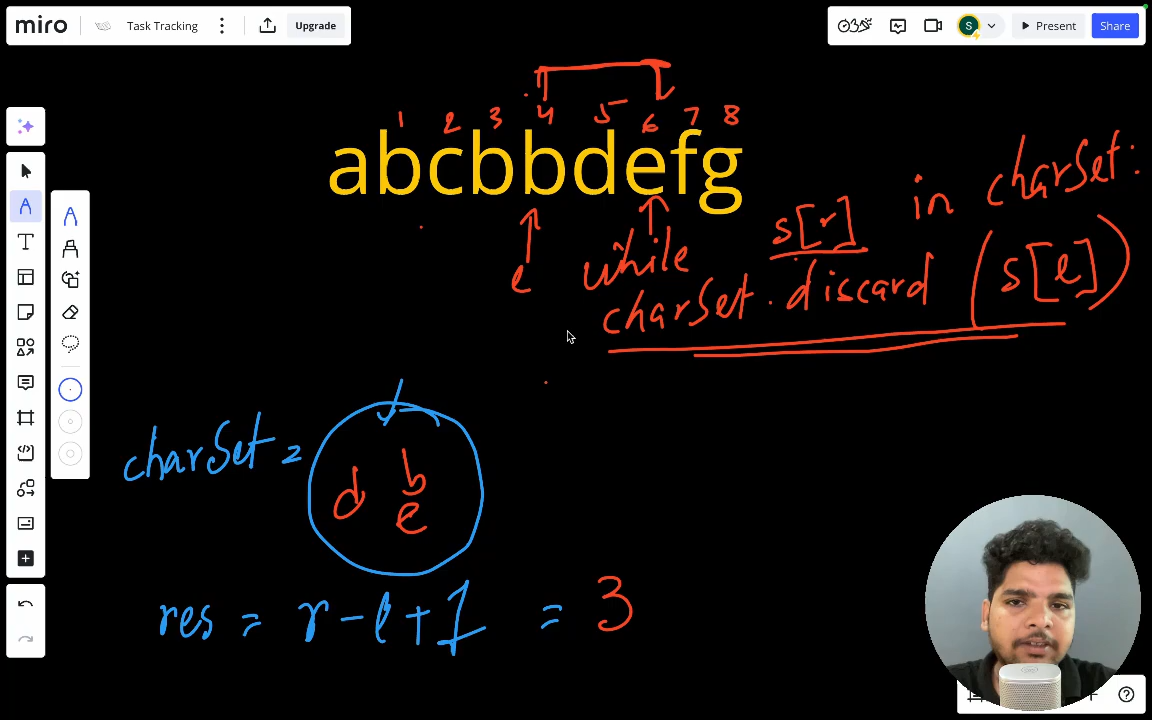 miro Task Tracking Upgrade
S Present Share
1 2 3 4 5 6 7 8
abcbbdefg
l while s[r] in charSet:
charSet.discard (s[l])
charSet =
d b
e
res = r-l+1 = 3